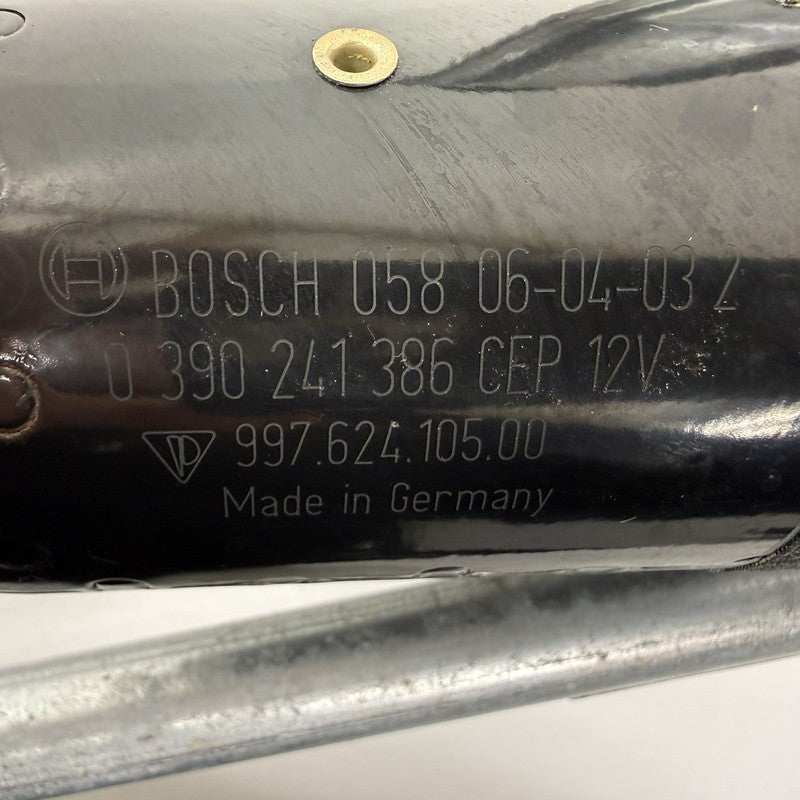 BOSCH 058 06-04-03 Z
0 390 241 386 CEP 12V
997.624.105.00
Made in Germany